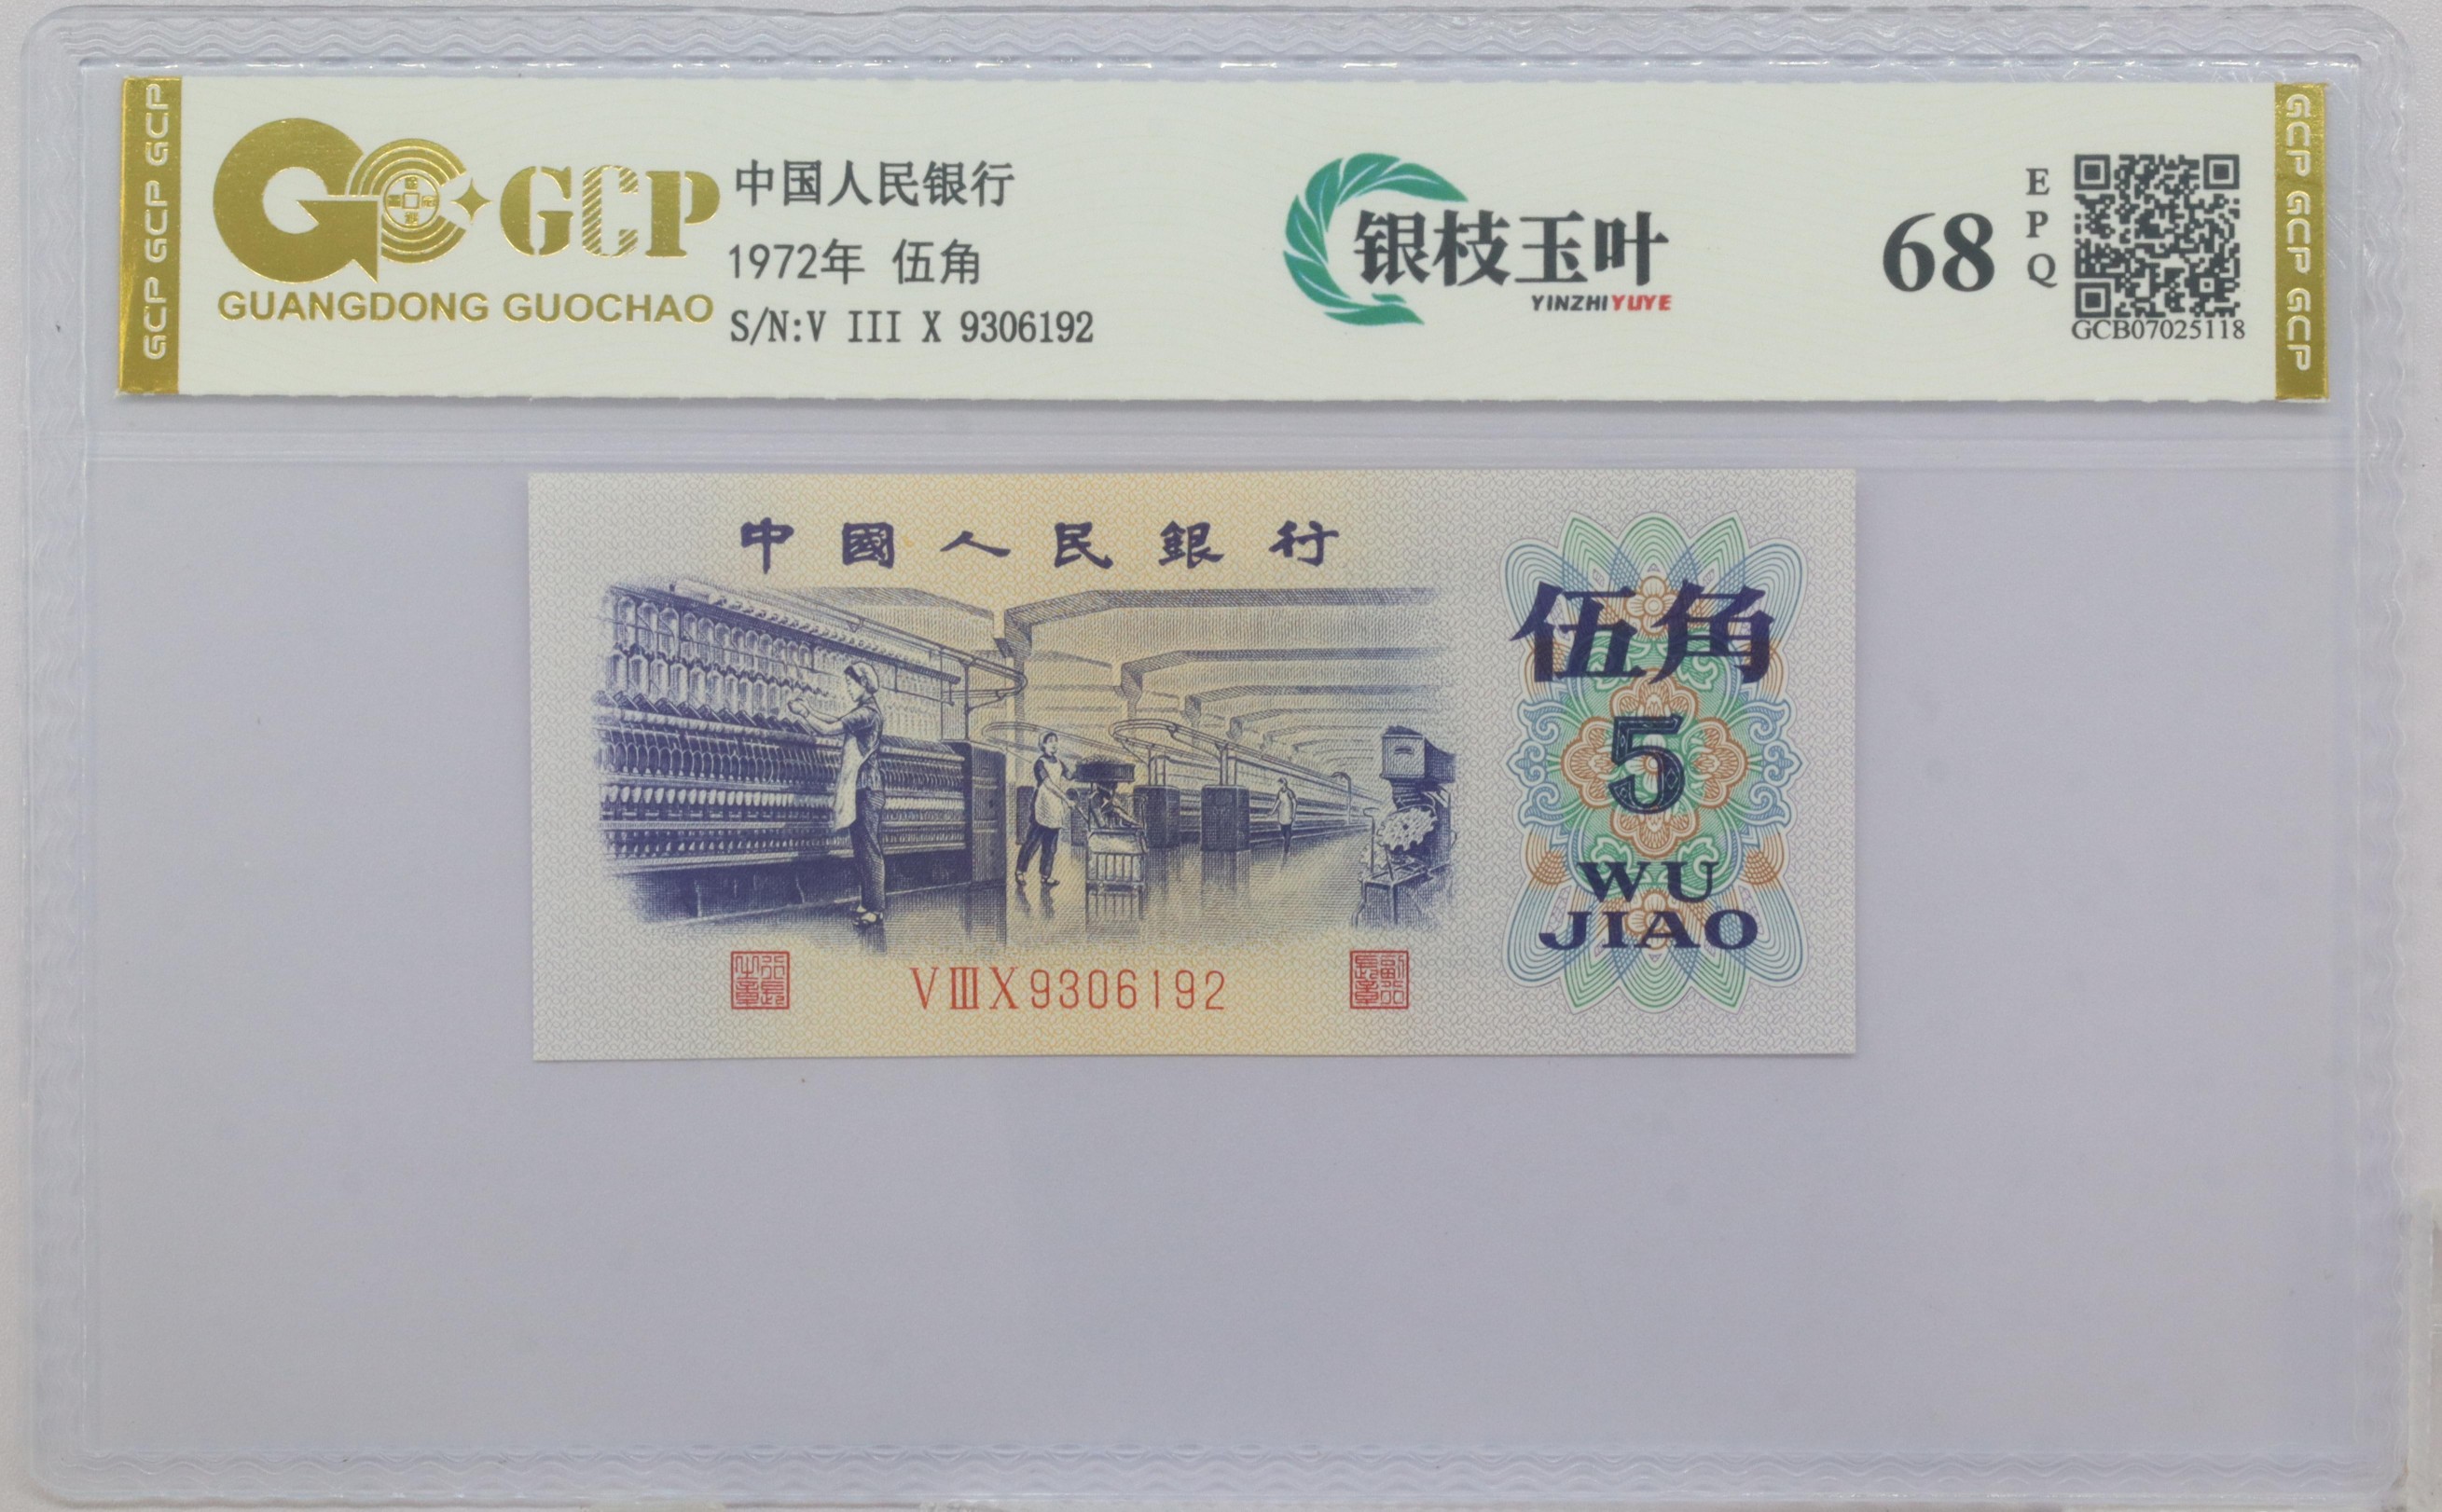 GCP GCP GCP
GCP
GUANGDONG GUOCHAO
中国人民银行
1972年 伍角
S/N:V III X 9306192
银枝玉叶
YINZHIYUYE
68
EPQ
GCB07025118
GCP GCP GCP
中國人民銀行
伍角
5
WU
JIAO
VⅢX9306192